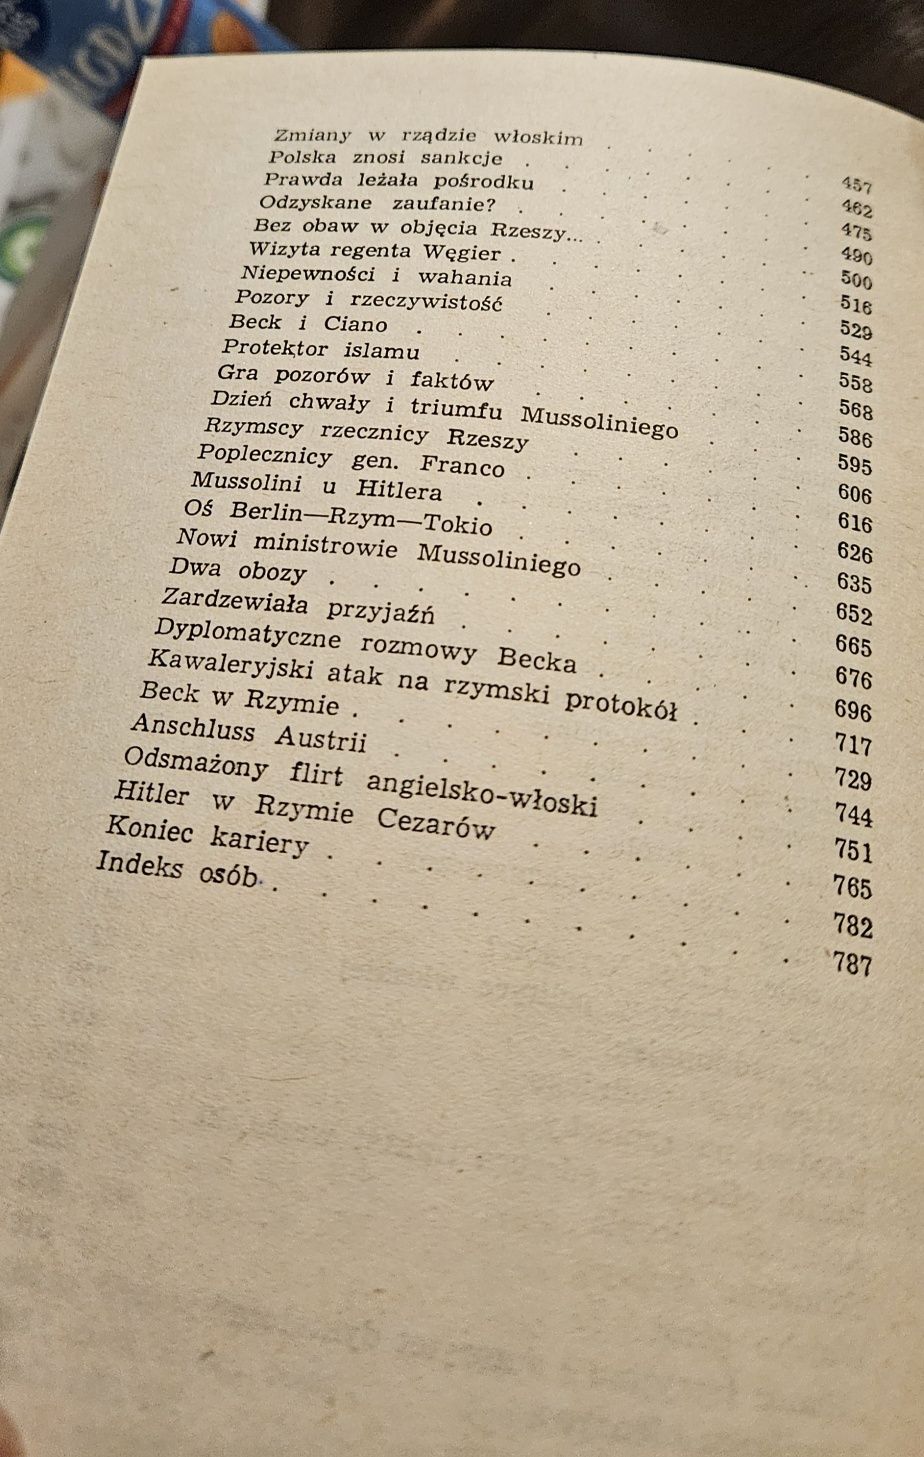 Zmiany w rządzie włoskim . . . . . 457
Polska znosi sankcje . . . . . . . 462
Prawda leżała pośrodku . . . . . . 475
Odzyskane zaufanie? . . . . . . . 490
Bez obaw w objęcia Rzeszy... . . . . . 500
Wizyta regenta Węgier . . . . . . . 516
Niepewności i wahania . . . . . . 529
Pozory i rzeczywistość . . . . . . 544
Beck i Ciano . . . . . . . . . 558
Protektor islamu . . . . . . . . 568
Gra pozorów i faktów . . . . . . 586
Dzień chwały i triumfu Mussoliniego . . . 595
Rzymscy rzecznicy Rzeszy . . . . . . 606
Poplecznicy gen. Franco . . . . . . . 616
Mussolini u Hitlera . . . . . . . . 626
Oś Berlin—Rzym—Tokio . . . . . . . 635
Nowi ministrowie Mussoliniego . . . . . 652
Dwa obozy . . . . . . . . . . . 665
Zardzewiała przyjaźń . . . . . . . . 676
Dyplomatyczne rozmowy Becka . . . . . 696
Kawaleryjski atak na rzymski protokół . . . 717
Beck w Rzymie . . . . . . . . . . 729
Anschluss Austrii . . . . . . . . . 744
Odsmażony flirt angielsko-włoski . . . . 751
Hitler w Rzymie Cezarów . . . . . . 765
Koniec kariery . . . . . . . . . . 782
Indeks osób . . . . . . . . . . . 787